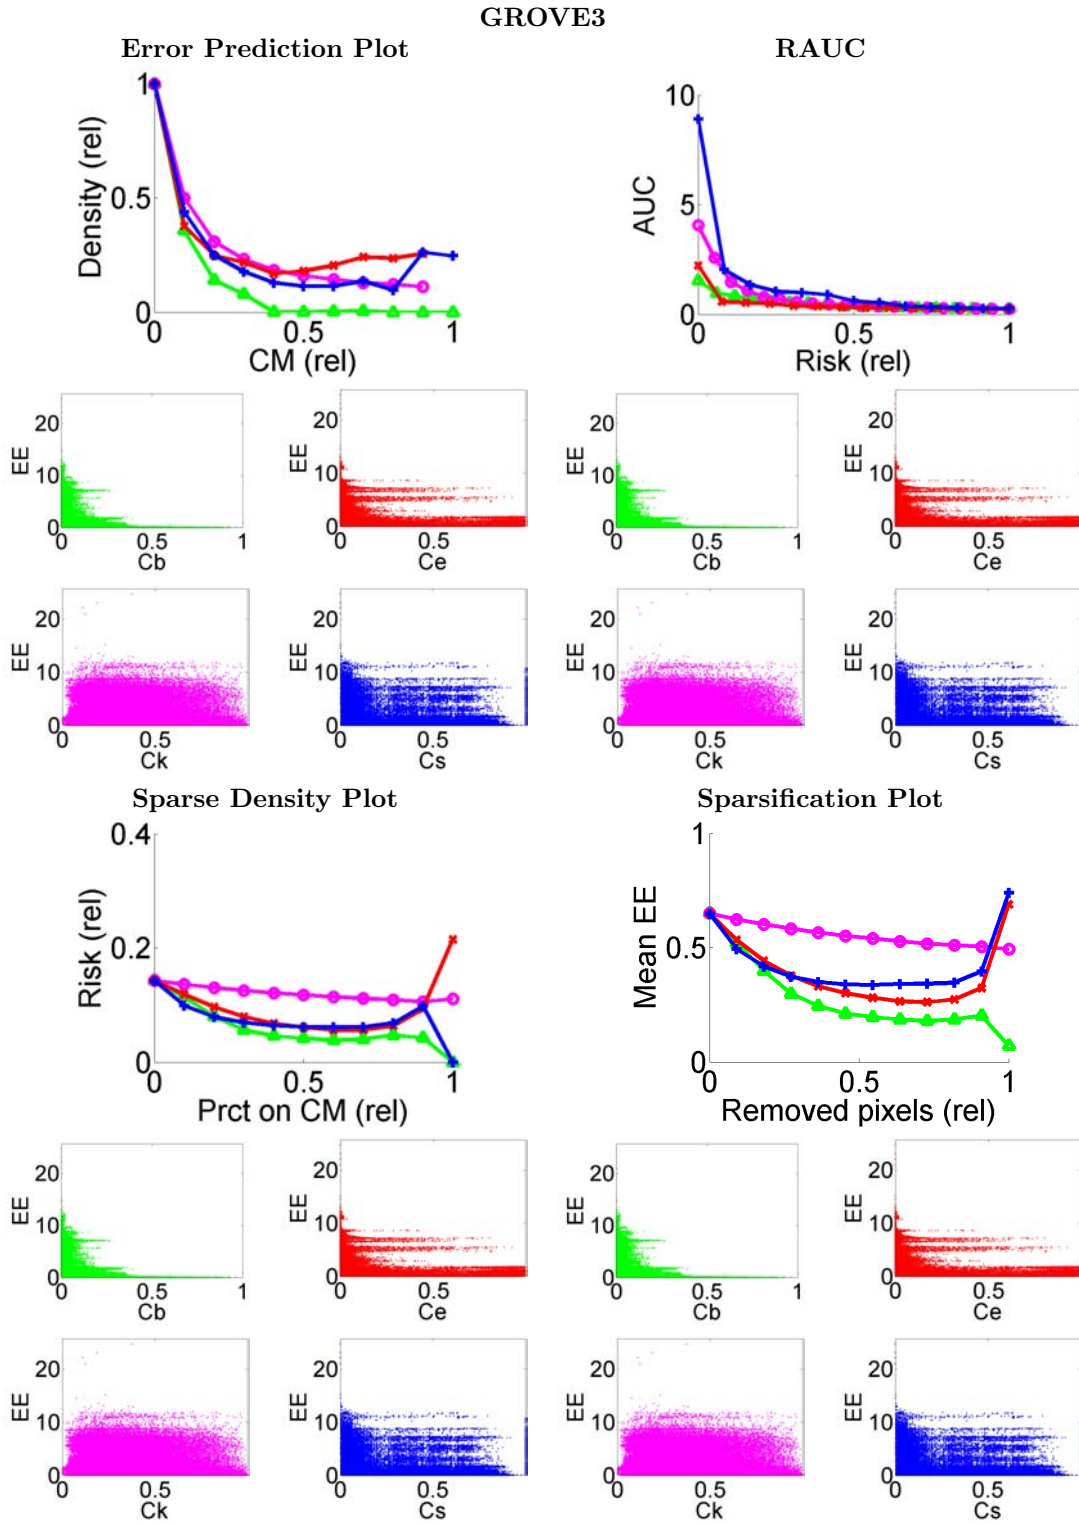 GROVE3
Error Prediction Plot
RAUC
1
0.5
0
Density (rel)
0 0.5 1
CM (rel)
10
5
0
AUC
0 0.5 1
Risk (rel)
20
10
0
EE
0 0.5 1
Cb
20
10
0
EE
0 0.5
Ce
20
10
0
EE
0 0.5 1
Cb
20
10
0
EE
0 0.5
Ce
20
10
0
EE
0 0.5
Ck
20
10
0
EE
0 0.5
Cs
20
10
0
EE
0 0.5
Ck
20
10
0
EE
0 0.5
Cs
Sparse Density Plot
Sparsification Plot
0.4
0.2
0
Risk (rel)
0 0.5 1
Prct on CM (rel)
1
0.5
0
Mean EE
0 0.5 1
Removed pixels (rel)
20
10
0
EE
0 0.5 1
Cb
20
10
0
EE
0 0.5
Ce
20
10
0
EE
0 0.5 1
Cb
20
10
0
EE
0 0.5
Ce
20
10
0
EE
0 0.5
Ck
20
10
0
EE
0 0.5
Cs
20
10
0
EE
0 0.5
Ck
20
10
0
EE
0 0.5
Cs